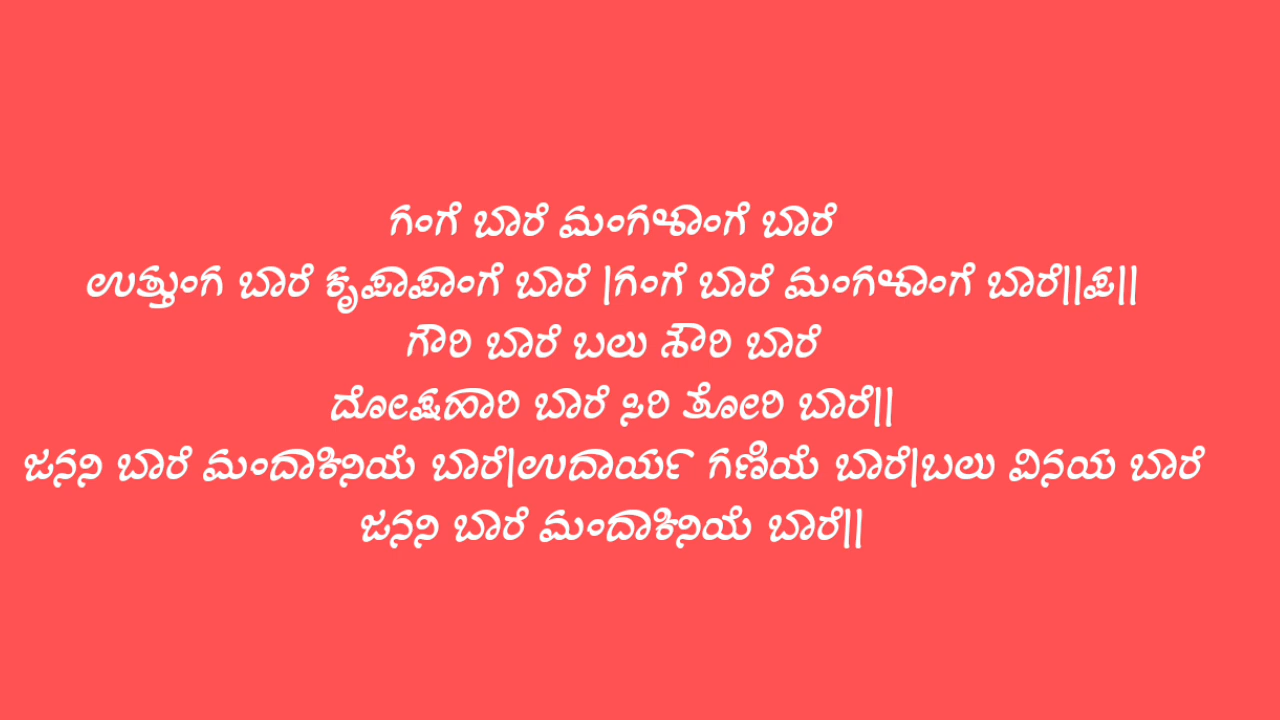 ಗಂಗೆ ಬಾರೆ ಮಂಗಳಾಂಗೆ ಬಾರೆ
ಉತ್ತುಂಗ ಬಾರೆ ಕೃಪಾಪಾಂಗೆ ಬಾರೆ |ಗಂಗೆ ಬಾರೆ ಮಂಗಳಾಂಗೆ ಬಾರೆ||ಪ||
ಗೌರಿ ಬಾರೆ ಬಲು ಶೌರಿ ಬಾರೆ
ದೋಷಹಾರಿ ಬಾರೆ ಸಿರಿ ತೋರಿ ಬಾರೆ||
ಜನನಿ ಬಾರೆ ಮಂದಾಕಿನಿಯೆ ಬಾರೆ|ಉದಾರ್ಯ ಗಣಿಯೆ ಬಾರೆ|ಬಲು ವಿನಯ ಬಾರೆ
ಜನನಿ ಬಾರೆ ಮಂದಾಕಿನಿಯೆ ಬಾರೆ||